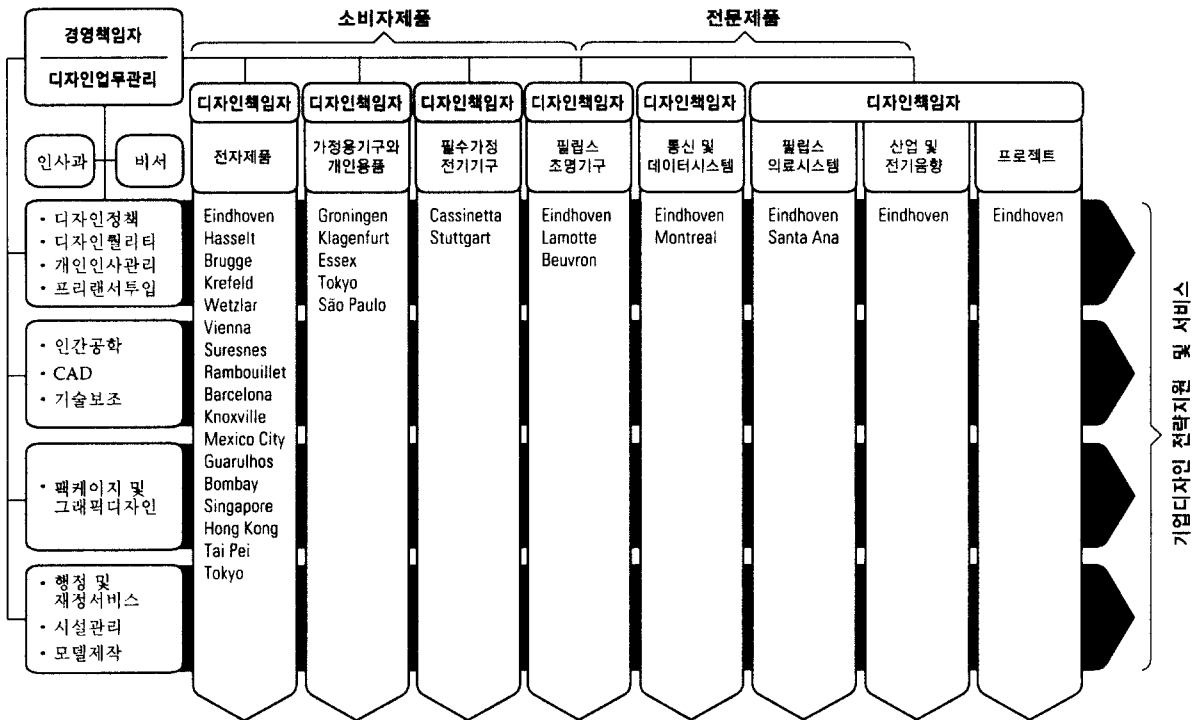 소비자제품
전문제품
경영책임자
디자인업무관리
인사과
비서
디자인책임자
디자인책임자
디자인책임자
디자인책임자
디자인책임자
디자인책임자
전자제품
가정용기구와
개인용품
필수가정
전기기구
필립스
조명기구
통신 및
데이터시스템
필립스
의료시스템
산업 및
전기음향
프로젝트
• 디자인정책
• 디자인퀄리티
• 개인인사관리
• 프리랜서투입
• 인간공학
• CAD
• 기술보조
• 팩케이지 및
그래픽디자인
• 행정 및
재정서비스
• 시설관리
• 모델제작
Eindhoven
Hasselt
Brugge
Krefeld
Wetzlar
Vienna
Suresnes
Rambouillet
Barcelona
Knoxville
Mexico City
Guarulhos
Bombay
Singapore
Hong Kong
Tai Pei
Tokyo
Groningen
Klagenfurt
Essex
Tokyo
São Paulo
Cassinetta
Stuttgart
Eindhoven
Lamotte
Beuvron
Eindhoven
Montreal
Eindhoven
Santa Ana
Eindhoven
Eindhoven
기업디자인 전략지원 및 서비스